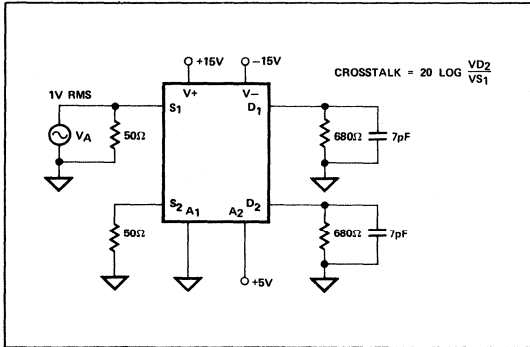 +15V
-15V
CROSSTALK = 20 LOG VD2/VS1
1V RMS
V+
V-
S1
D1
VA
50Ω
680Ω
7pF
S2
A1
A2
D2
50Ω
680Ω
7pF
+5V